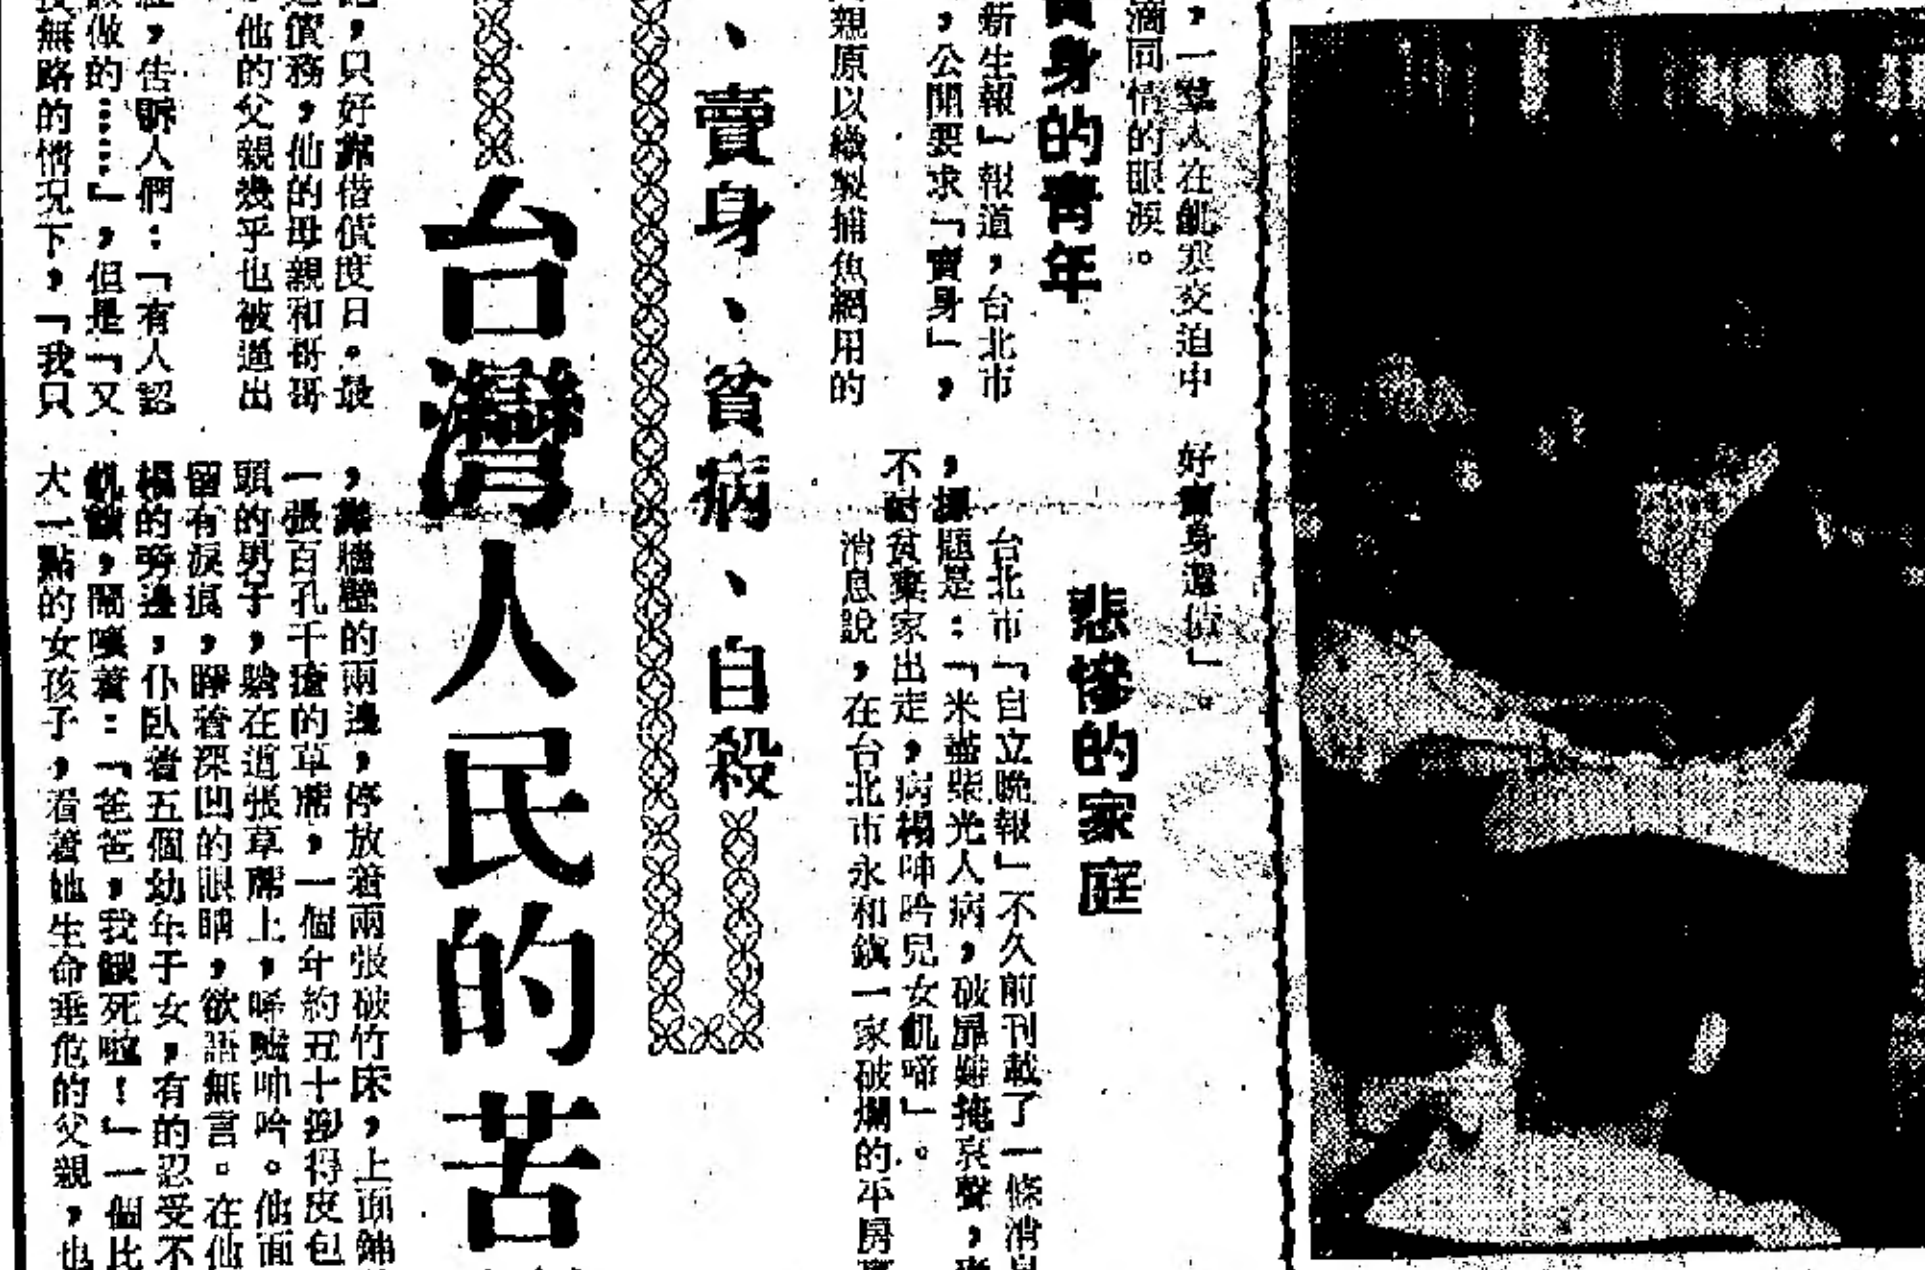 ，一羣人在飢寒交迫中
滴同情的眼淚。
賣身的青年
新生報」報道，台北市
，公開要求「賣身」，
親原以織製捕魚網用的
、賣身、貧病、自殺
台灣人民的苦
，只好靠借債度日。最
債務，他的母親和哥哥
他的父親幾乎也被逼出
，告訴人們：「有人認
做的……」，但是「又
無路的情况下，「我只
好賣身還債」。
悲慘的家庭
台北市「自立晚報」不久前刊載了一條消息
，標題是：「米盡柴光人病，破扉難掩哀聲，妻
不耐貧棄家出走，病楊呻吟兒女飢啼」。
消息說，在台北市永和鎮一家破爛的平房裏
，靠牆壁的兩邊，停放着兩張破竹床，上面鋪
一張百孔千瘡的草席，一個年約五十瘦得皮包
頭的男子，躺在這張草蓆上，唏噓呻吟。他面
留有淚痕，睜着深凹的眼睛，欲語無言。在他
楊的旁邊，仆臥着五個幼年子女，有的忍受不
飢餓，鬧嚷着：「爸爸，我餓死啦！」一個比
大一點的女孩子，看着她生命垂危的父親，也